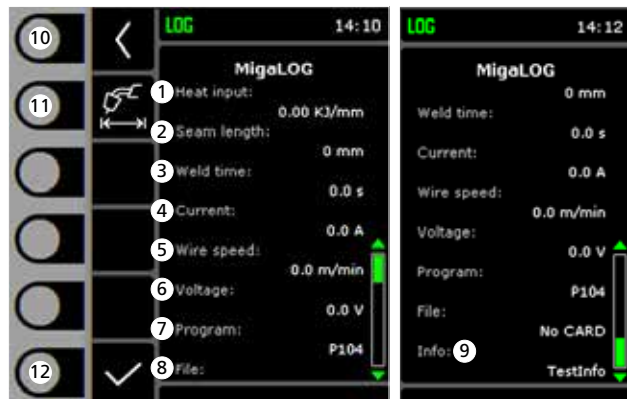 LOG 14:10
MigaLOG
10
11
12
1 Heat input:
0.00 KJ/mm
2 Seam length:
0 mm
3 Weld time:
0.0 s
4 Current:
0.0 A
5 Wire speed:
0.0 m/min
6 Voltage:
0.0 V
7 Program:
P104
8 File:
LOG 14:12
MigaLOG
0 mm
Weld time:
0.0 s
Current:
0.0 A
Wire speed:
0.0 m/min
Voltage:
0.0 V
Program:
P104
File:
No CARD
Info: 9
TestInfo